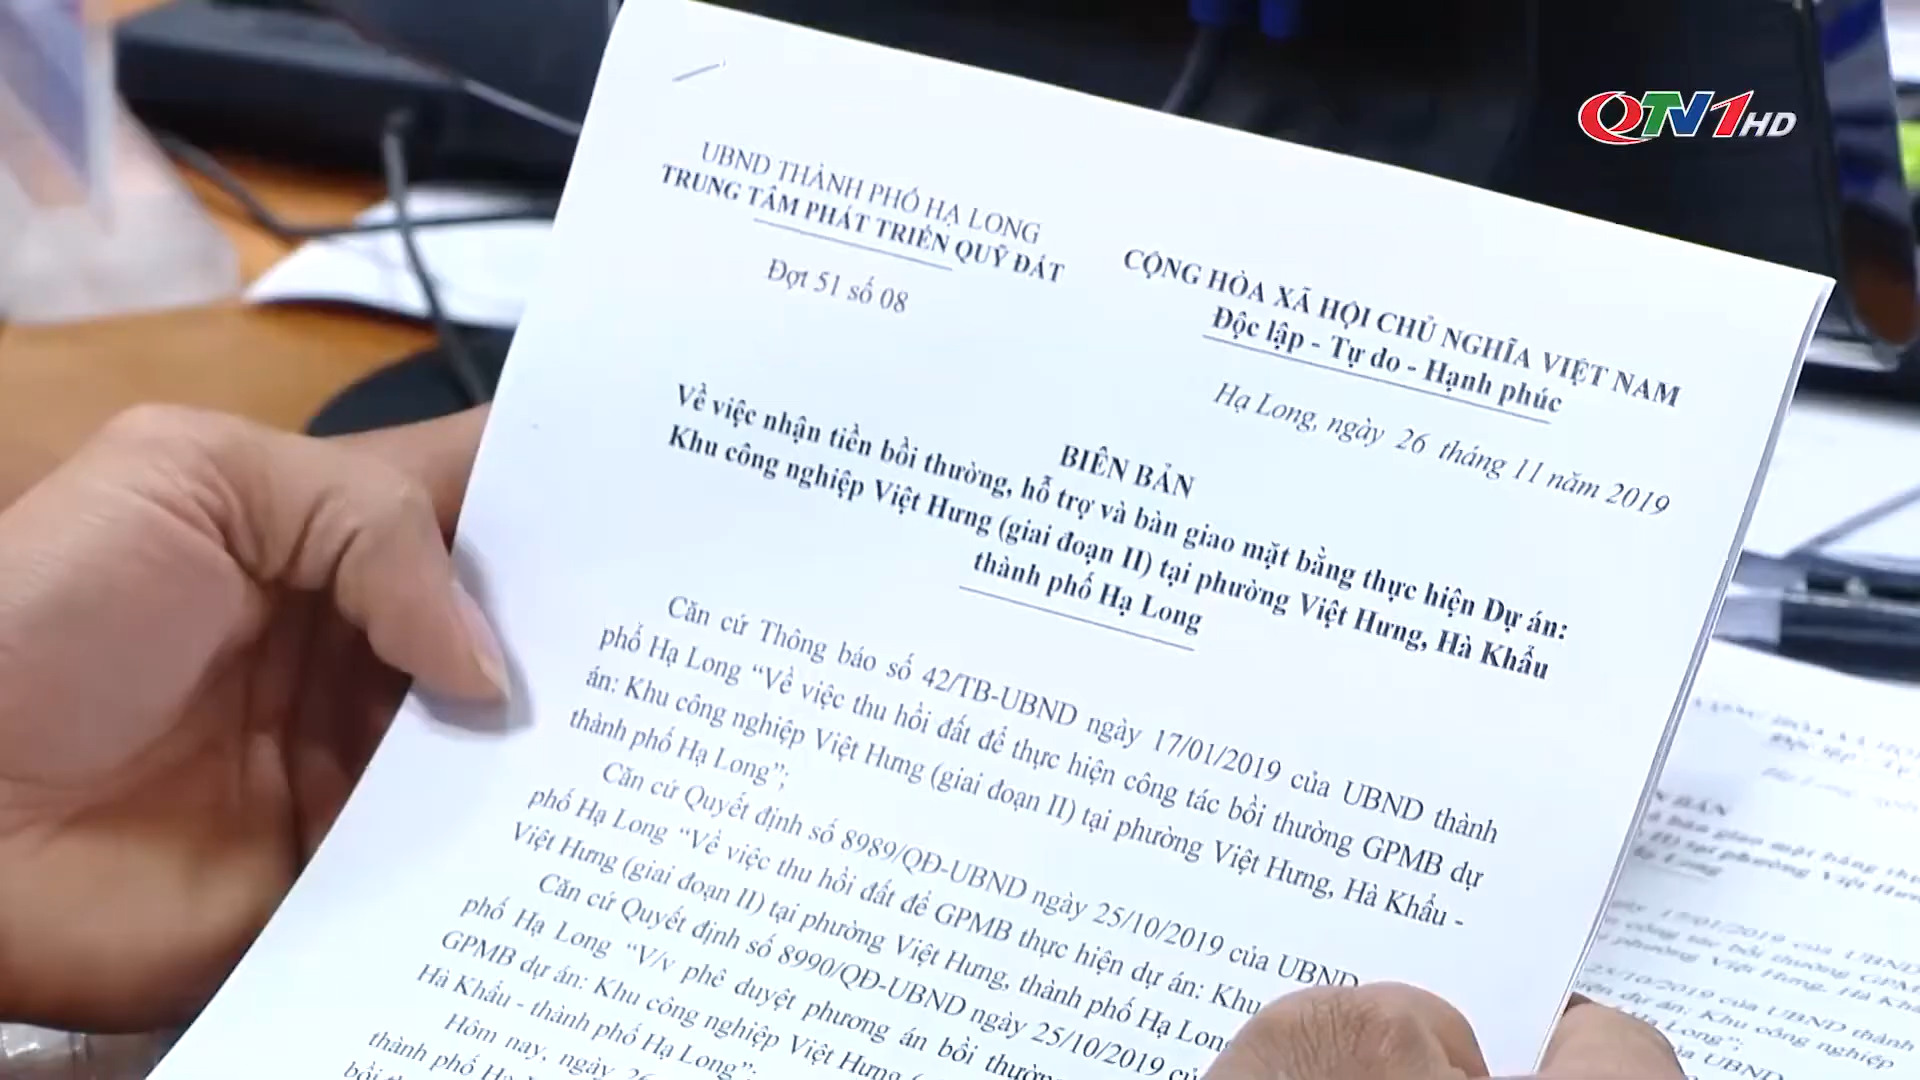 QTV1HD
UBND THÀNH PHỐ HẠ LONG
TRUNG TÂM PHÁT TRIỂN QUỸ ĐẤT
Đợt 51 số 08
CỘNG HÒA XÃ HỘI CHỦ NGHĨA VIỆT NAM
Độc lập - Tự do - Hạnh phúc
Hạ Long, ngày 26 tháng 11 năm 2019
BIÊN BẢN
Về việc nhận tiền bồi thường, hỗ trợ và bàn giao mặt bằng thực hiện Dự án:
Khu công nghiệp Việt Hưng (giai đoạn II) tại phường Việt Hưng, Hà Khẩu
thành phố Hạ Long
Căn cứ Thông báo số 42/TB-UBND ngày 17/01/2019 của UBND thành
phố Hạ Long “Về việc thu hồi đất để thực hiện công tác bồi thường GPMB dự
án: Khu công nghiệp Việt Hưng (giai đoạn II) tại phường Việt Hưng, Hà Khẩu -
thành phố Hạ Long”;
Căn cứ Quyết định số 8989/QĐ-UBND ngày 25/10/2019 của UBND
phố Hạ Long “Về việc thu hồi đất để GPMB thực hiện dự án: Khu
Việt Hưng (giai đoạn II) tại phường Việt Hưng, thành phố Hạ Long
Căn cứ Quyết định số 8990/QĐ-UBND ngày 25/10/2019
phố Hạ Long “V/v phê duyệt phương án bồi
GPMB dự án: Khu công nghiệp Việt Hưng
Hà Khẩu - thành phố Hạ Long”;
Hôm nay, ngày 26
thành phố Hạ